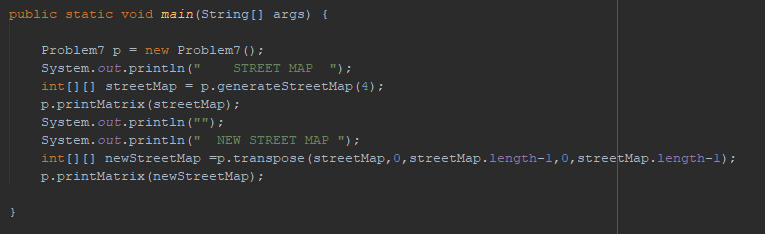 public static void main(String[] args) {
Problem7 p = new Problem7();
System.out.println("    STREET MAP  ");
int[][] streetMap = p.generateStreetMap(4);
p.printMatrix(streetMap);
System.out.println("");
System.out.println("  NEW STREET MAP ");
int[][] newStreetMap =p.transpose(streetMap,0,streetMap.length-1,0,streetMap.length-1);
p.printMatrix(newStreetMap);
}